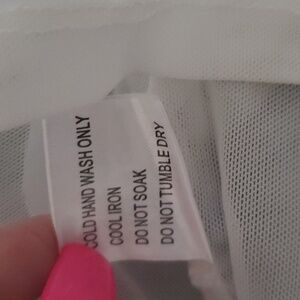 COLD HAND WASH ONLY
COOL IRON
DO NOT SOAK
DO NOT TUMBLE DRY